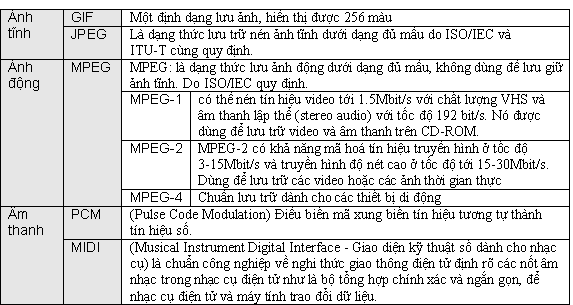 Ảnh tĩnh GIF Một định dạng lưu ảnh, hiển thị được 256 màu
JPEG Là dạng thức lưu trữ nén ảnh tĩnh dưới dạng đủ mầu do ISO/IEC và
ITU-T cùng quy định.
Ảnh động MPEG MPEG: là dạng thức lưu ảnh động dưới dạng đủ mầu, không dùng để lưu giữ
ảnh tĩnh. Do ISO/IEC quy định.
MPEG-1 có thể nén tín hiệu video tới 1.5Mbit/s với chất lượng VHS và
âm thanh lập thể (stereo audio) với tốc độ 192 bit/s. Nó được
dùng để lưu trữ video và âm thanh trên CD-ROM.
MPEG-2 MPEG-2 có khả năng mã hoá tín hiệu truyền hình ở tốc độ
3-15Mbit/s và truyền hình độ nét cao ở tốc độ tới 15-30Mbit/s.
Dùng để lưu trữ các video hoặc các ảnh thời gian thực
MPEG-4 Chuẩn lưu trữ dành cho các thiết bị di động
Âm thanh PCM (Pulse Code Modulation) Điều biến mã xung biến tín hiệu tương tự thành
tín hiệu số.
MIDI (Musical Instrument Digital Interface - Giao diện kỹ thuật số dành cho nhạc
cụ) là chuẩn công nghiệp về nghi thức giao thông điện tử định rõ các nốt âm
nhạc trong nhạc cụ điện tử như là bộ tổng hợp chính xác và ngắn gọn, để
nhạc cụ điện tử và máy tính trao đổi dữ liệu.